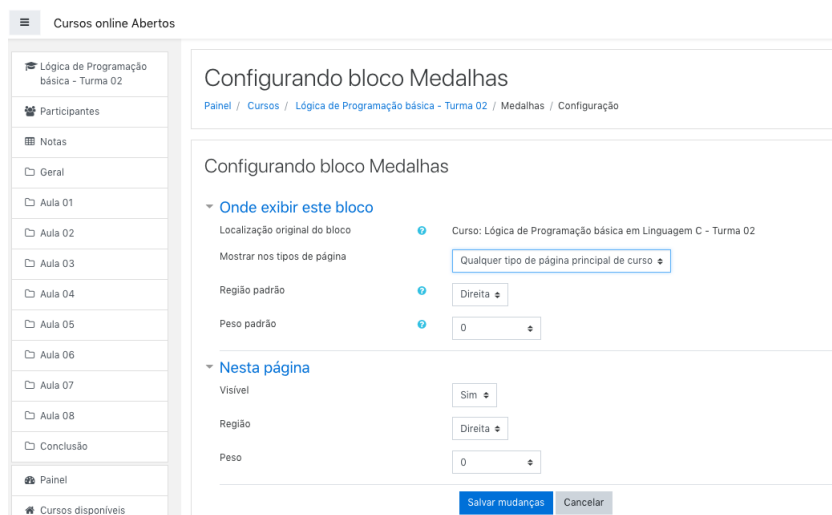 Cursos online Abertos
Lógica de Programação
básica - Turma 02
Participantes
Notas
Geral
Aula 01
Aula 02
Aula 03
Aula 04
Aula 05
Aula 06
Aula 07
Aula 08
Conclusão
Painel
Cursos disponíveis
Configurando bloco Medalhas
Painel / Cursos / Lógica de Programação básica - Turma 02 / Medalhas / Configuração
Configurando bloco Medalhas
Onde exibir este bloco
Localização original do bloco ? Curso: Lógica de Programação básica em Linguagem C - Turma 02
Mostrar nos tipos de página Qualquer tipo de página principal de curso
Região padrão ? Direita
Peso padrão ? 0
Nesta página
Visível Sim
Região Direita
Peso 0
Salvar mudanças Cancelar